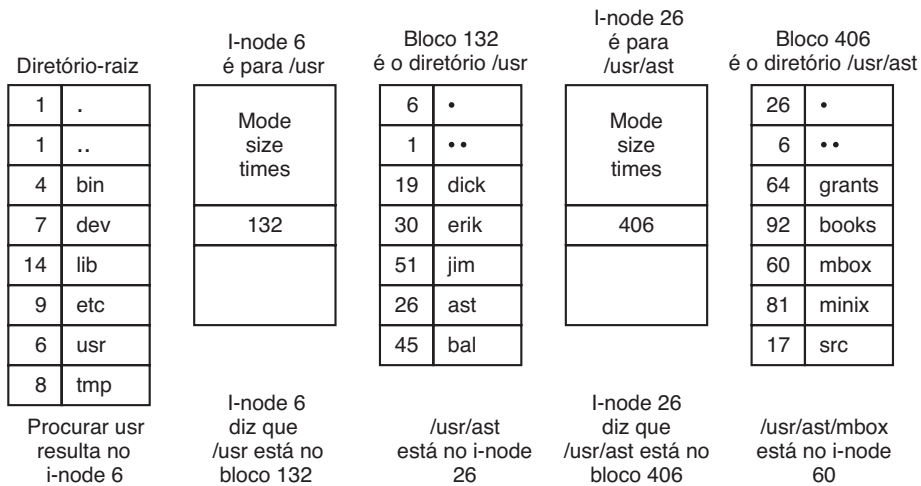 Diretório-raiz
1 .
1 ..
4 bin
7 dev
14 lib
9 etc
6 usr
8 tmp
Procurar usr
resulta no
i-node 6
I-node 6
é para /usr
Mode
size
times
132
I-node 6
diz que
/usr está no
bloco 132
Bloco 132
é o diretório /usr
6 •
1 ••
19 dick
30 erik
51 jim
26 ast
45 bal
/usr/ast
está no i-node
26
I-node 26
é para
/usr/ast
Mode
size
times
406
I-node 26
diz que
/usr/ast está no
bloco 406
Bloco 406
é o diretório /usr/ast
26 •
6 ••
64 grants
92 books
60 mbox
81 minix
17 src
/usr/ast/mbox
está no i-node
60